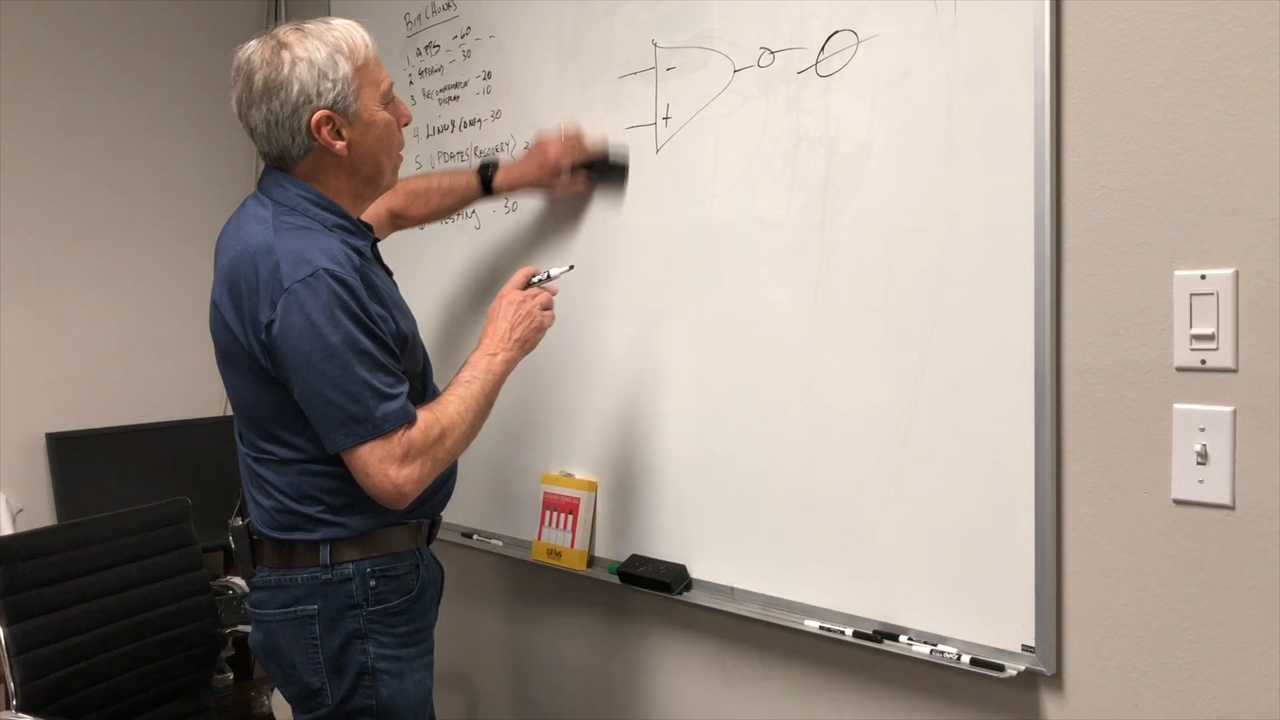 BIG CHUNKS
1. APPS - 60
2 - 30
3 RECOMMENDATION - 20
DISPLAY - 10
4. LINUX CONFIG - 30
5 UPDATES/RECOVERY)
TESTING - 30
-
+
EXPO